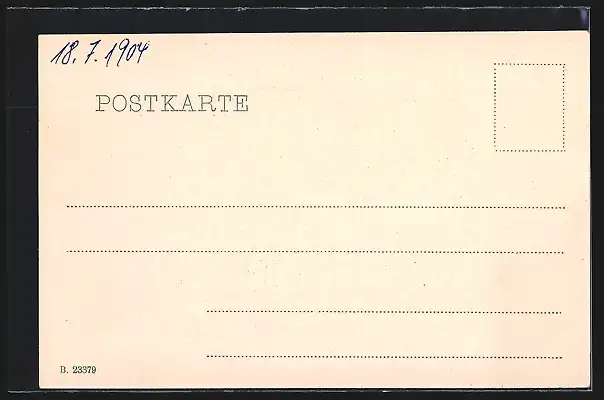 18. 7. 1904
POSTKARTE
B. 23379